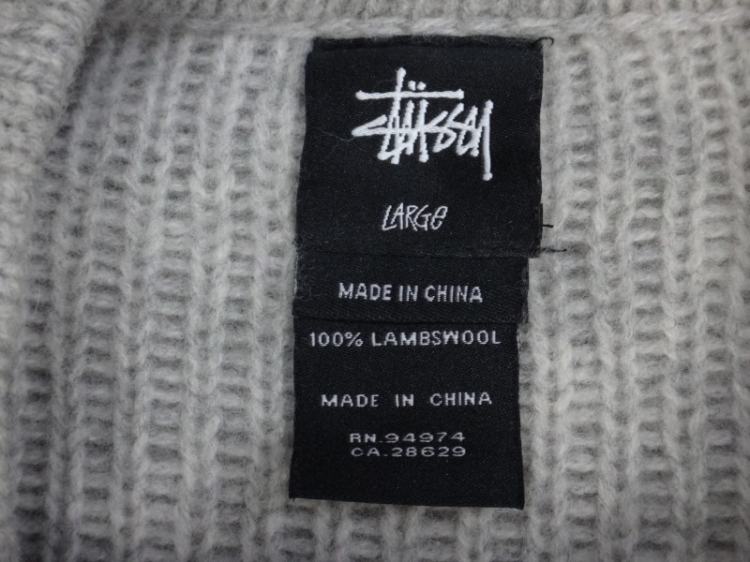 Stüssy
LARGE
MADE IN CHINA
100% LAMBSWOOL
MADE IN CHINA
RN.94974
CA.28629